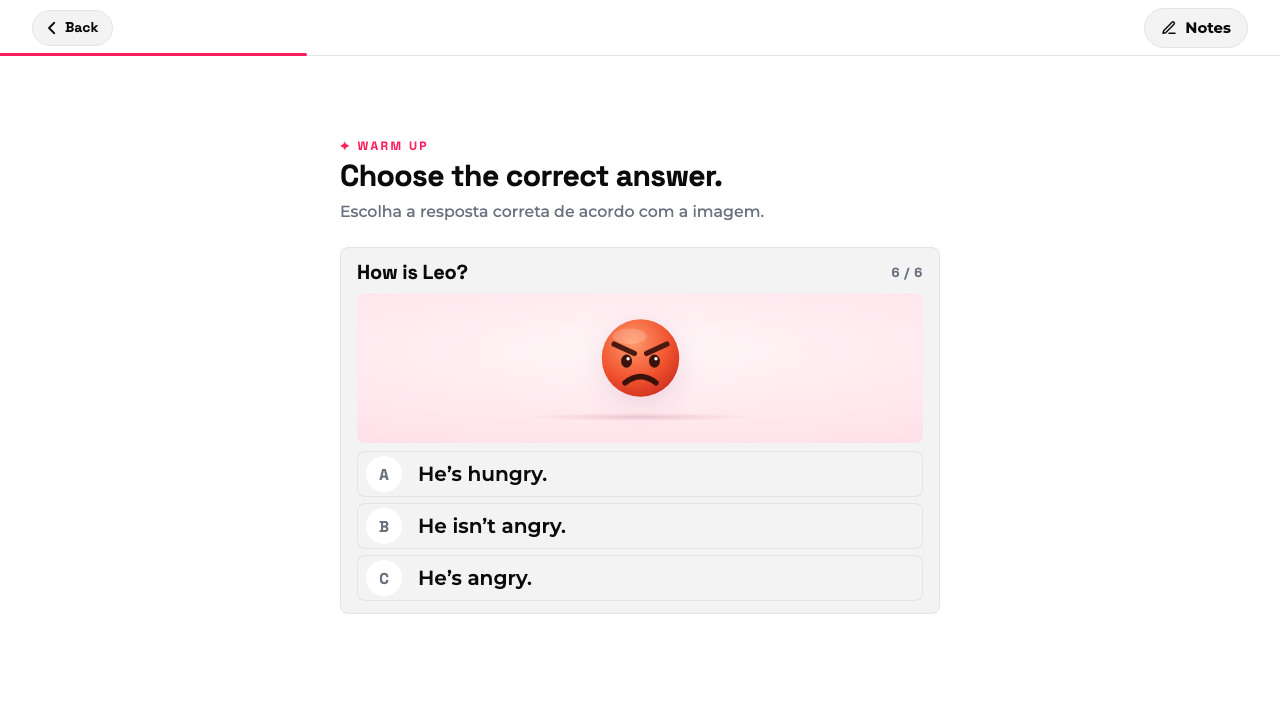 Back
Notes
WARM UP
Choose the correct answer.
Escolha a resposta correta de acordo com a imagem.
How is Leo?
6 / 6
A He’s hungry.
B He isn’t angry.
C He’s angry.